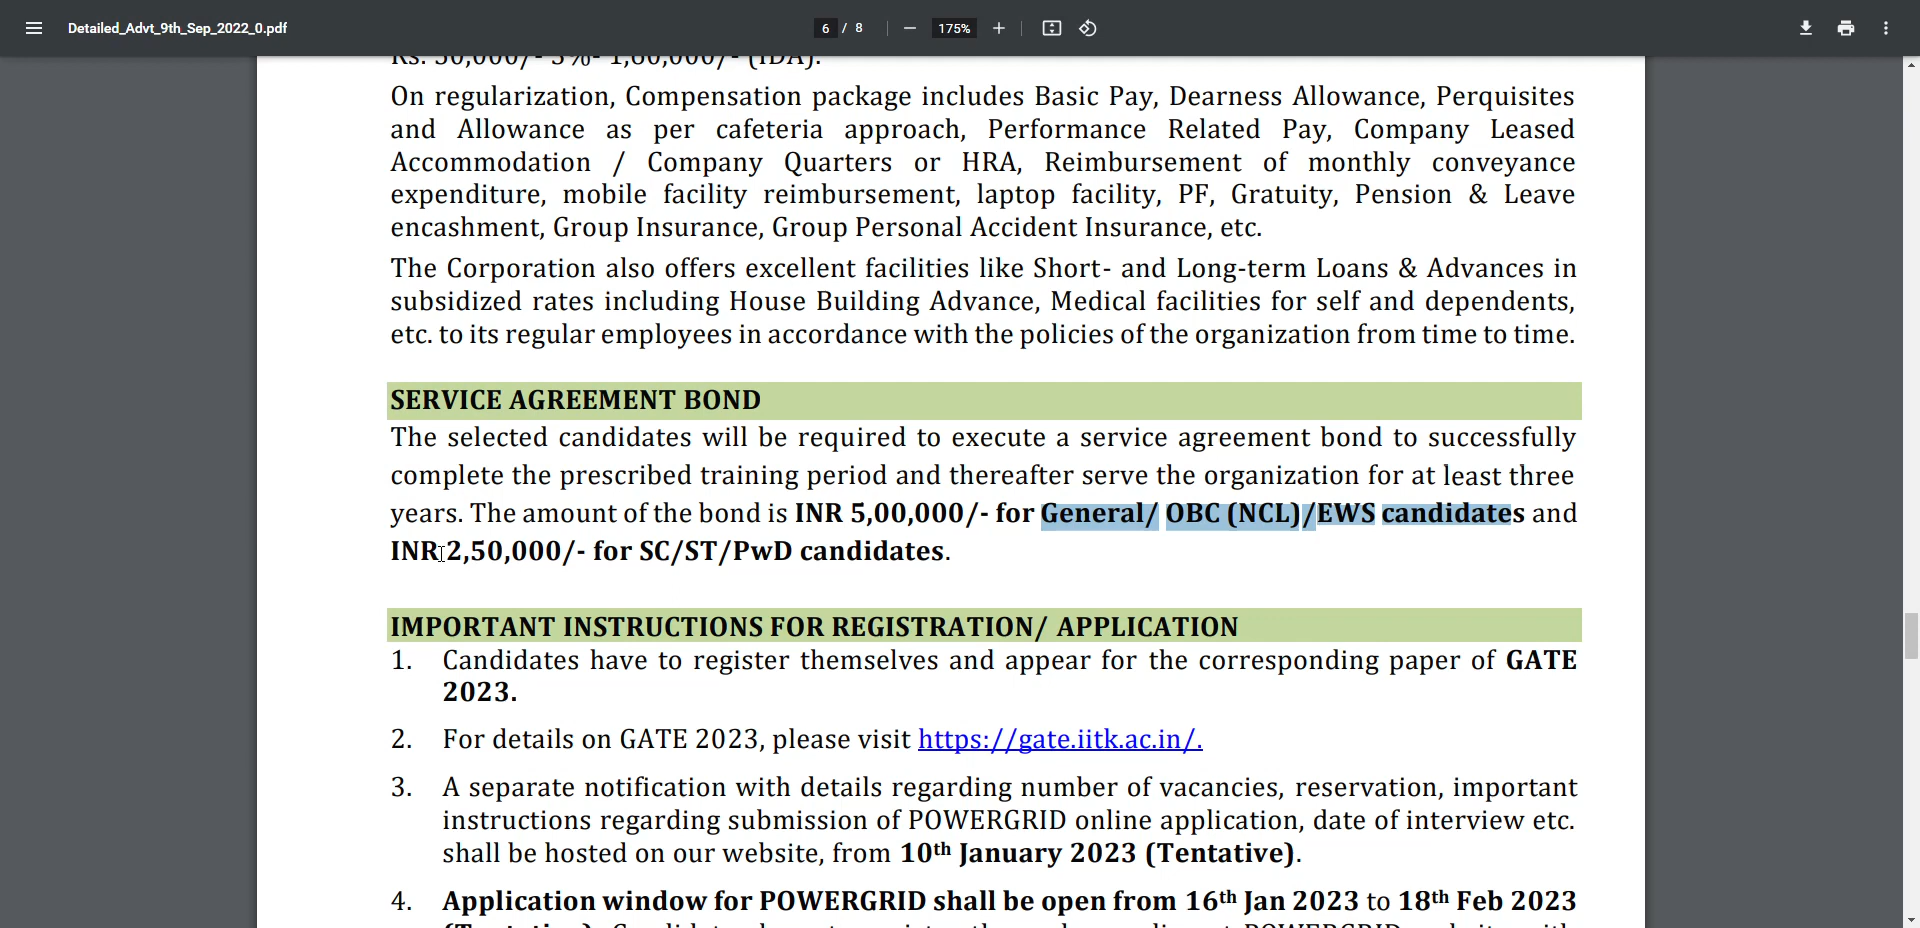 Detailed_Advt_9th_Sep_2022_0.pdf
6 / 8
175%
Rs. 50,000/- 3%- 1,60,000/- (IDA).
On regularization, Compensation package includes Basic Pay, Dearness Allowance, Perquisites
and Allowance as per cafeteria approach, Performance Related Pay, Company Leased
Accommodation / Company Quarters or HRA, Reimbursement of monthly conveyance
expenditure, mobile facility reimbursement, laptop facility, PF, Gratuity, Pension & Leave
encashment, Group Insurance, Group Personal Accident Insurance, etc.
The Corporation also offers excellent facilities like Short- and Long-term Loans & Advances in
subsidized rates including House Building Advance, Medical facilities for self and dependents,
etc. to its regular employees in accordance with the policies of the organization from time to time.
SERVICE AGREEMENT BOND
The selected candidates will be required to execute a service agreement bond to successfully
complete the prescribed training period and thereafter serve the organization for at least three
years. The amount of the bond is INR 5,00,000/- for General/ OBC (NCL)/EWS candidates and
INR 2,50,000/- for SC/ST/PwD candidates.
IMPORTANT INSTRUCTIONS FOR REGISTRATION/ APPLICATION
1. Candidates have to register themselves and appear for the corresponding paper of GATE
2023.
2. For details on GATE 2023, please visit https://gate.iitk.ac.in/.
3. A separate notification with details regarding number of vacancies, reservation, important
instructions regarding submission of POWERGRID online application, date of interview etc.
shall be hosted on our website, from 10th January 2023 (Tentative).
4. Application window for POWERGRID shall be open from 16th Jan 2023 to 18th Feb 2023